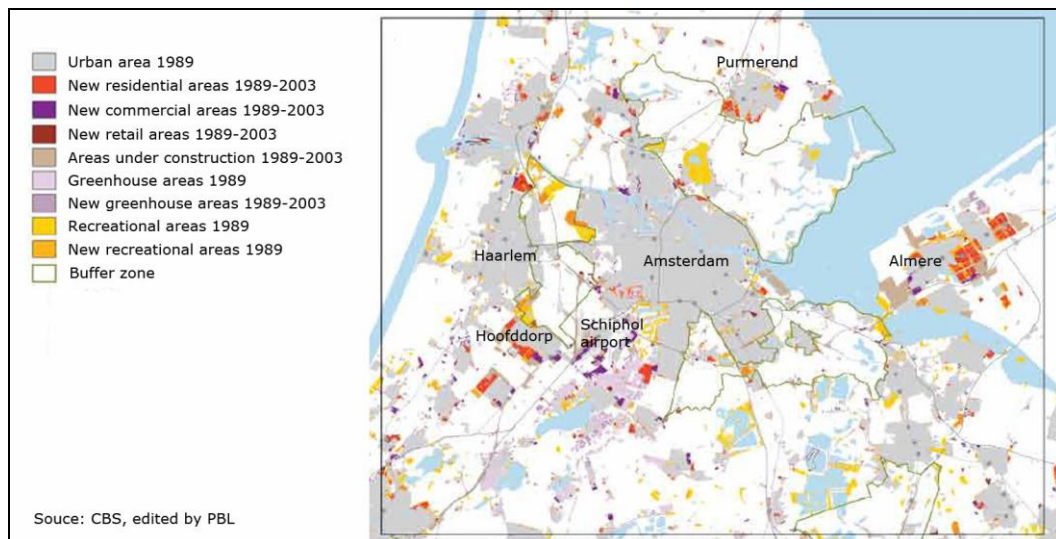 Urban area 1989
New residential areas 1989-2003
New commercial areas 1989-2003
New retail areas 1989-2003
Areas under construction 1989-2003
Greenhouse areas 1989
New greenhouse areas 1989-2003
Recreational areas 1989
New recreational areas 1989
Buffer zone
Souce: CBS, edited by PBL
Purmerend
Haarlem
Amsterdam
Almere
Hoofddorp
Schiphol
airport